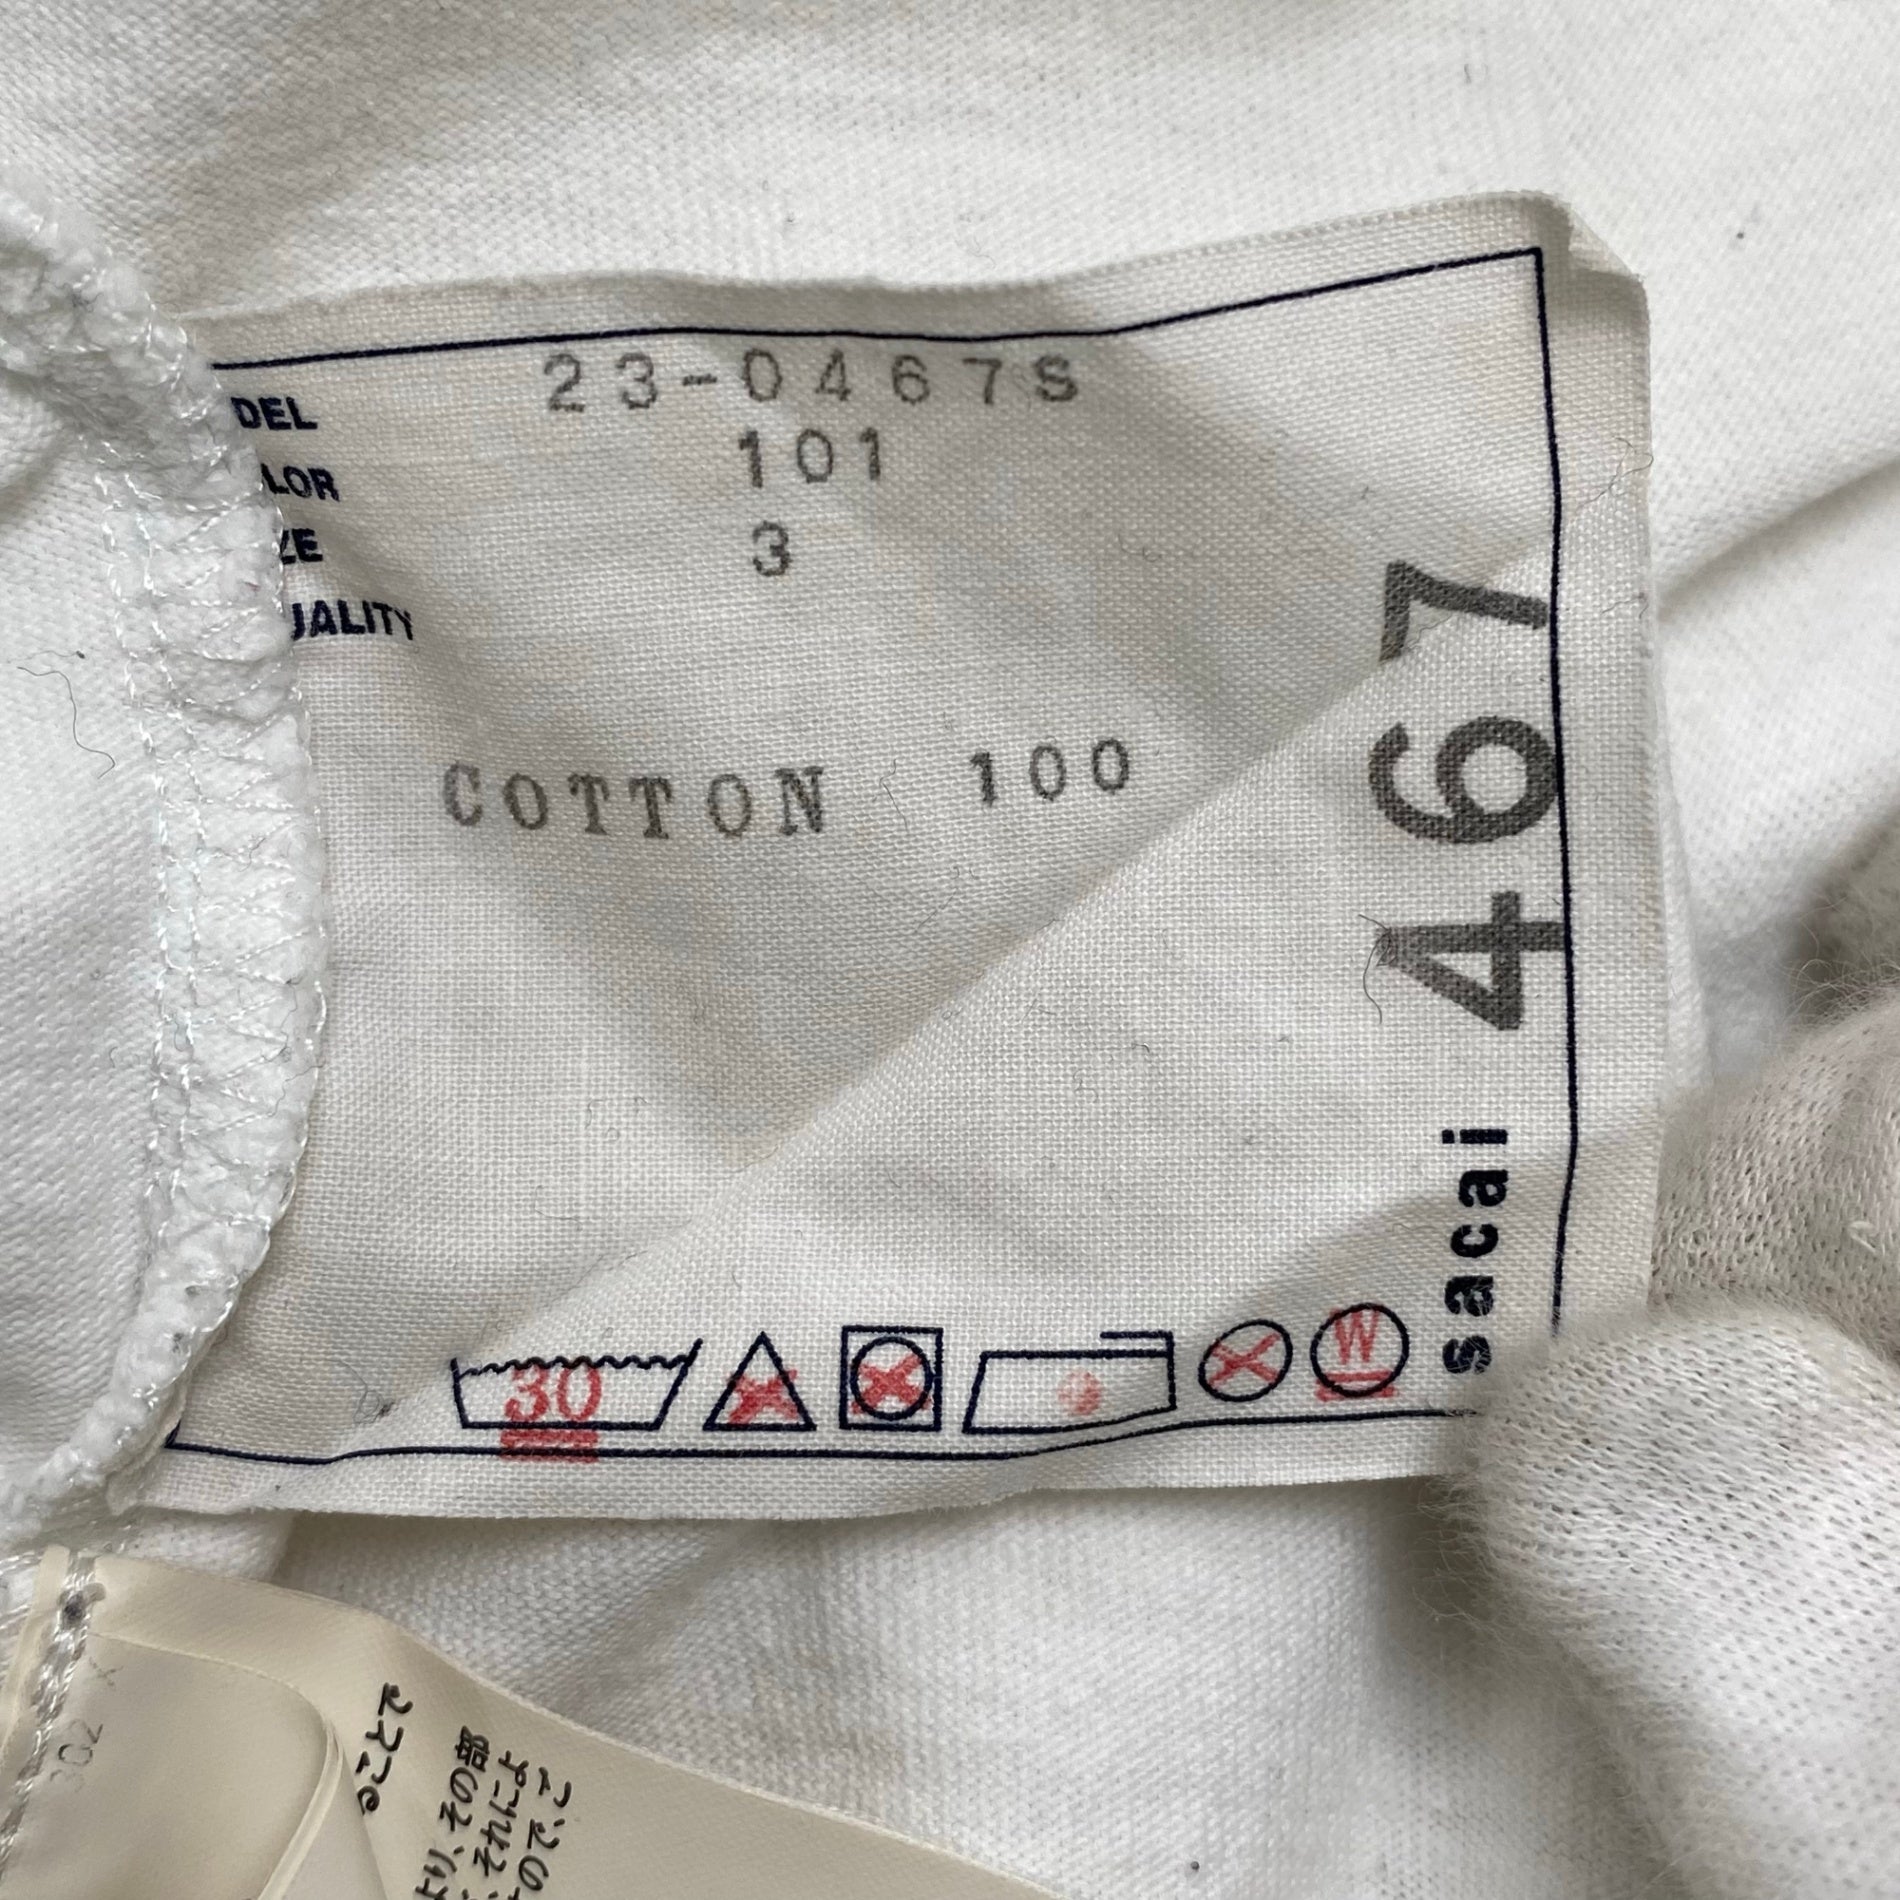 DEL 23-0467S
LOR 101
ZE 3
UALITY
COTTON 100
467
sacai
30
W